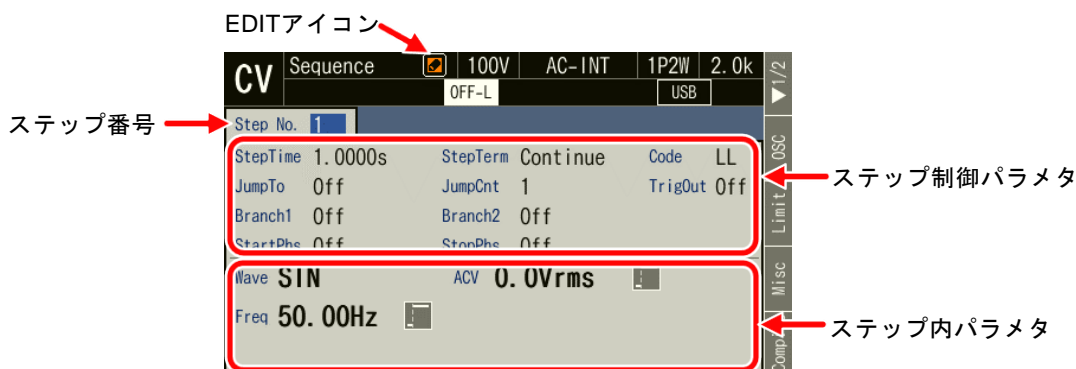 EDITアイコン
CV Sequence 100V AC-INT 1P2W 2.0k ▼1/2
OFF-L USB
ステップ番号 Step No. 1
StepTime 1.0000s StepTerm Continue Code LL OSC
JumpTo Off JumpCnt 1 TrigOut Off ステップ制御パラメタ
Branch1 Off Branch2 Off Limit
StartPhs Off StopPhs Off
Wave SIN ACV 0.0Vrms Misc
Freq 50.00Hz ステップ内パラメタ